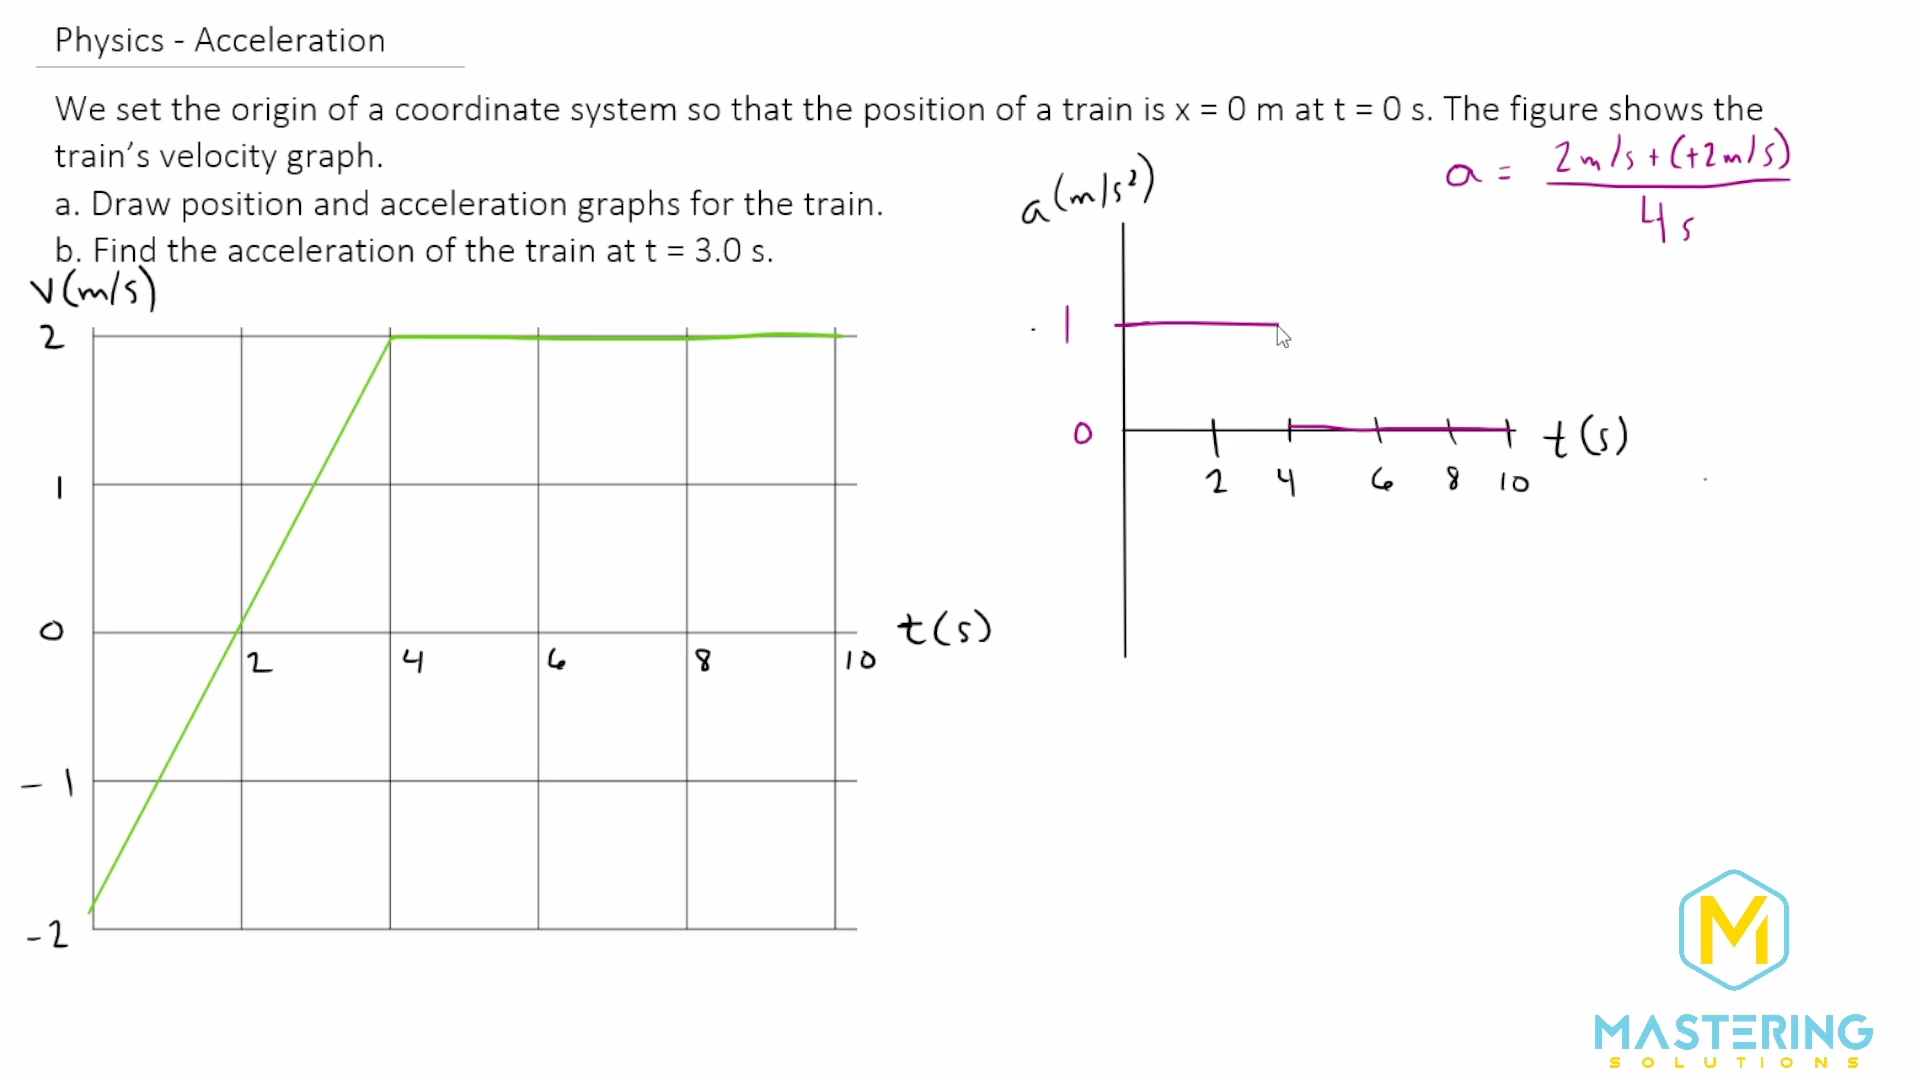 Physics - Acceleration
We set the origin of a coordinate system so that the position of a train is x = 0 m at t = 0 s. The figure shows the
train's velocity graph.
a. Draw position and acceleration graphs for the train.
b. Find the acceleration of the train at t = 3.0 s.
a = 2m/s + (+2m/s)
4s
v(m/s)
2
1
0
-1
-2
2 4 6 8 10
t(s)
a(m/s²)
1
0
t(s)
2 4 6 8 10
M
MASTERING
SOLUTIONS